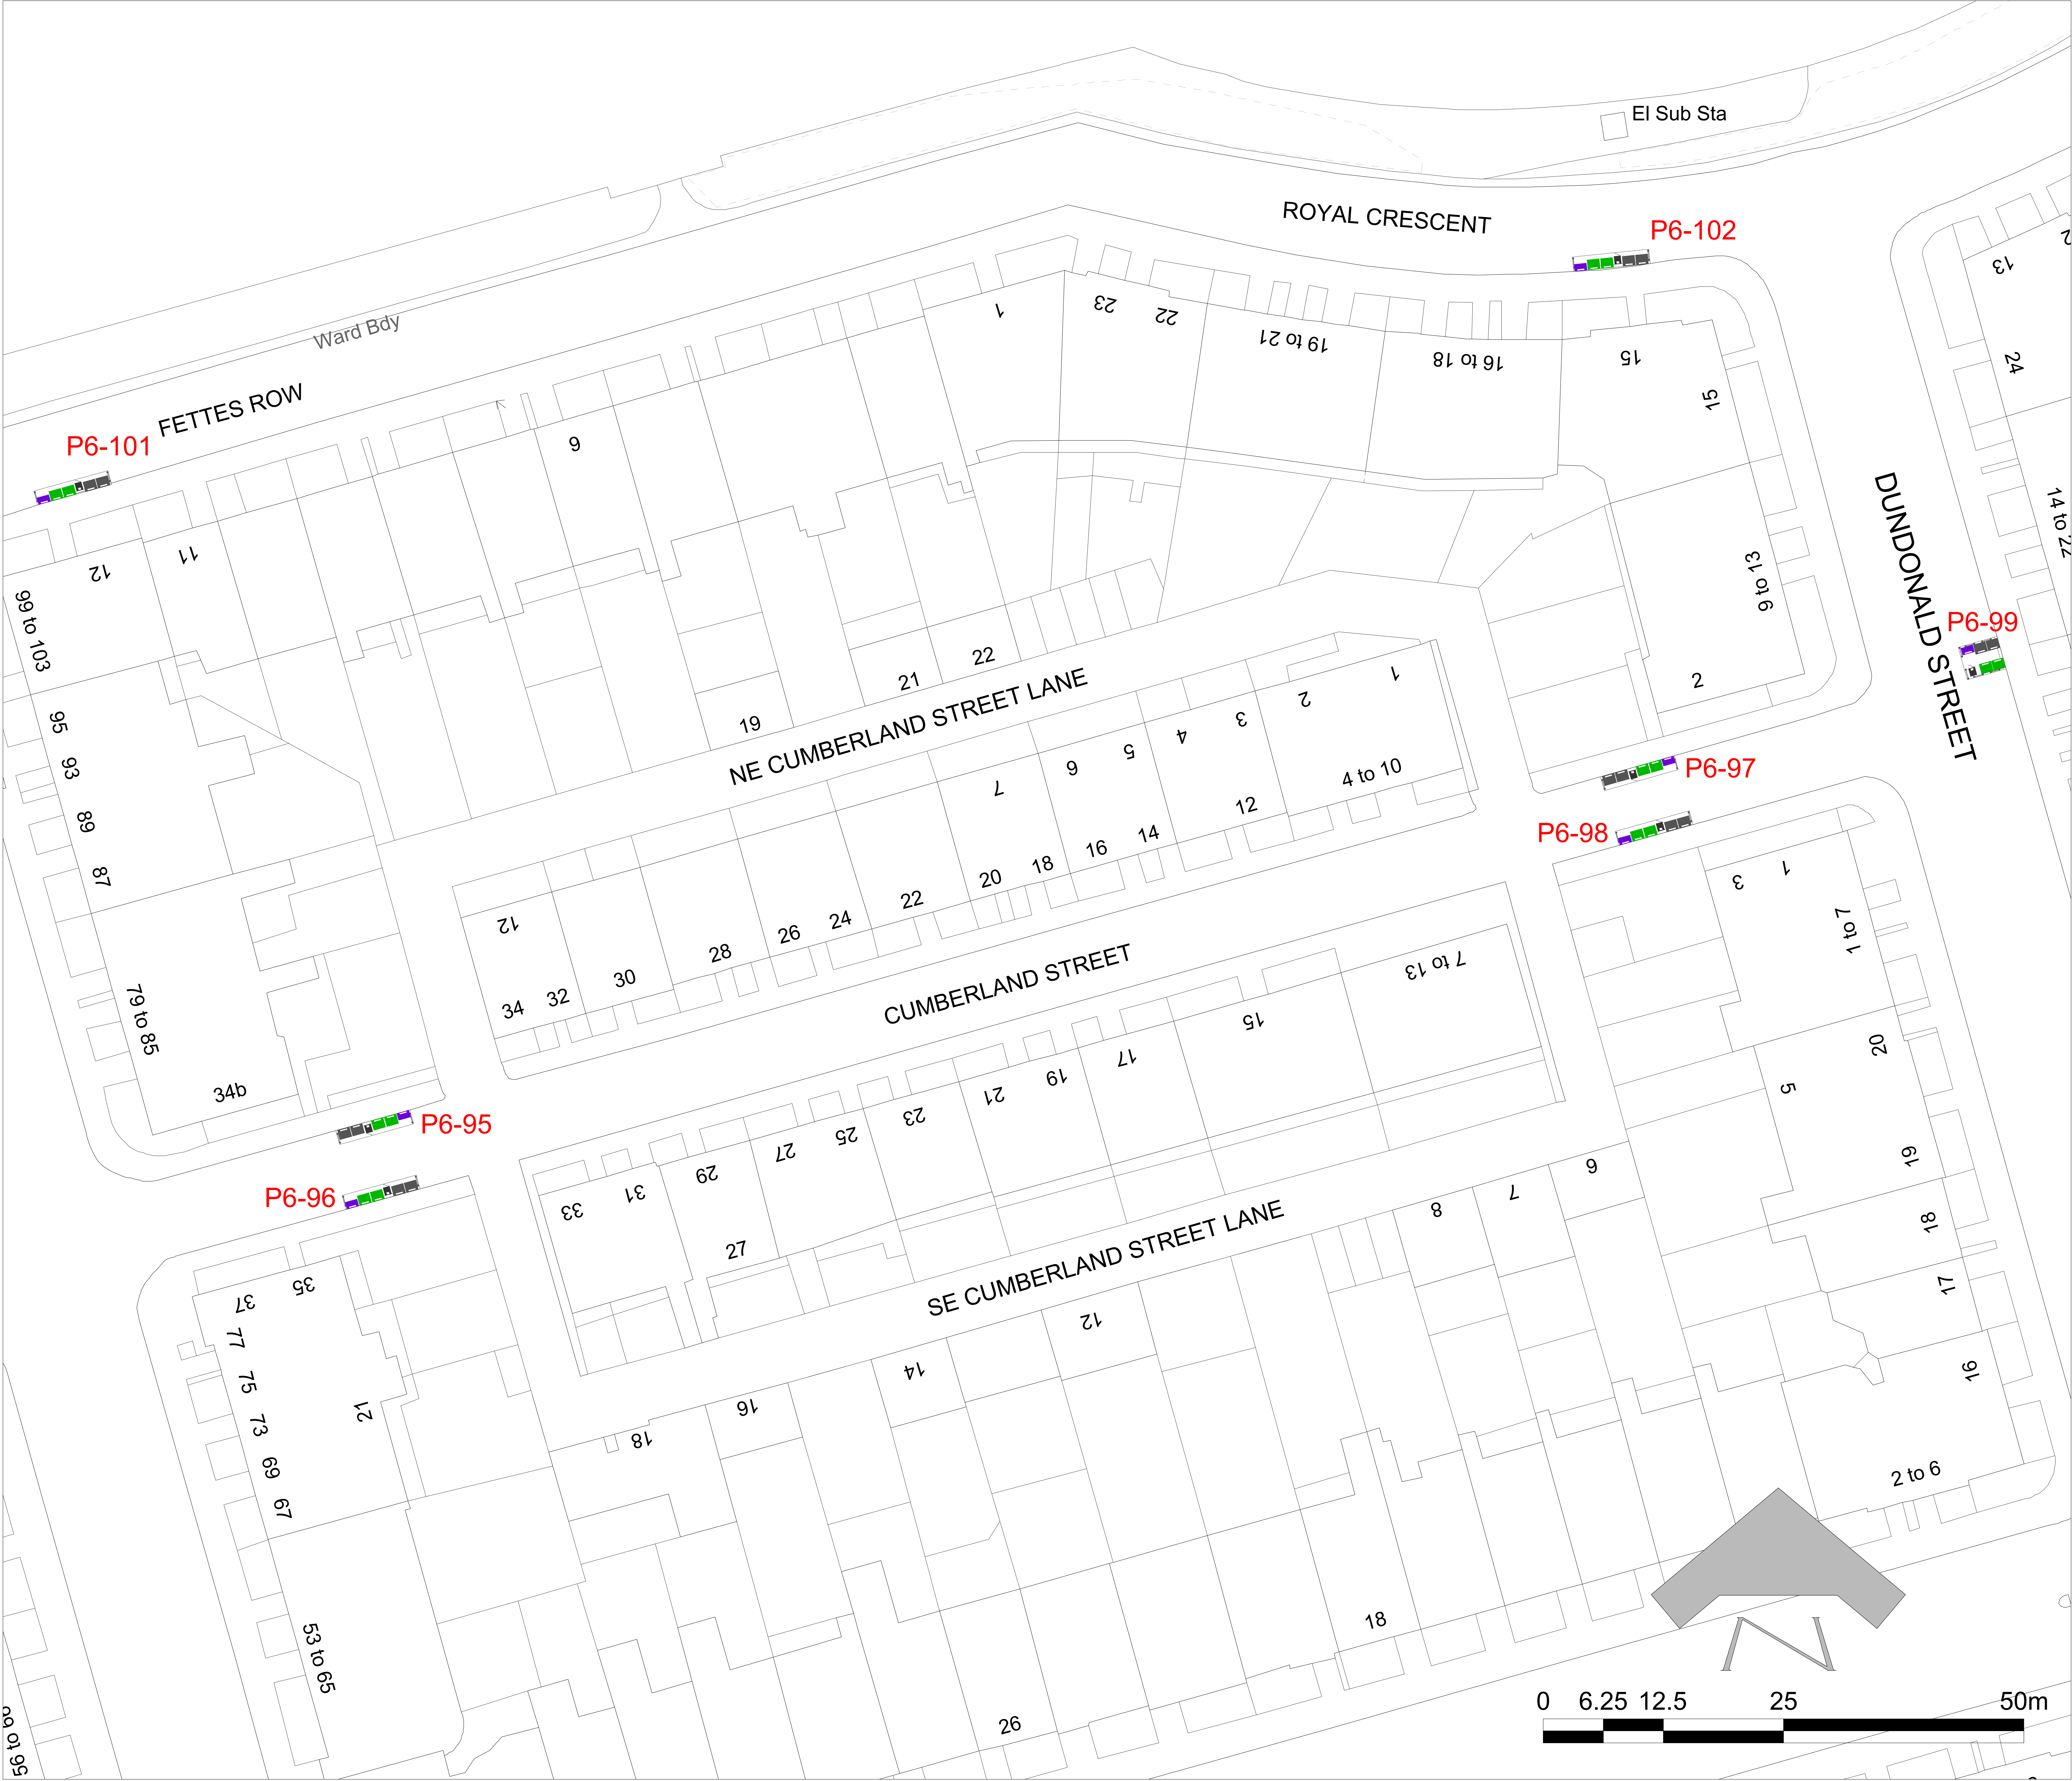 El Sub Sta
ROYAL CRESCENT
P6-102
Ward Bdy
FETTES ROW
P6-101
1
23
22
19 to 21
16 to 18
15
15
13
24
14 to 22
9
11
12
99 to 103
9 to 13
2
DUNDONALD STREET
P6-99
95
93
89
87
79 to 85
34b
19
21
22
NE CUMBERLAND STREET LANE
1
2
3
4
5
6
7
12
4 to 10
12
14
16
18
20
22
24
26
28
30
32
34
P6-97
P6-98
CUMBERLAND STREET
3
1
1 to 7
7 to 13
15
17
19
21
23
25
27
29
31
33
27
P6-95
P6-96
20
5
19
18
17
16
2 to 6
SE CUMBERLAND STREET LANE
6
7
8
12
14
16
18
37
35
77
75
73
69
67
21
53 to 65
18
26
N
0 6.25 12.5 25 50m